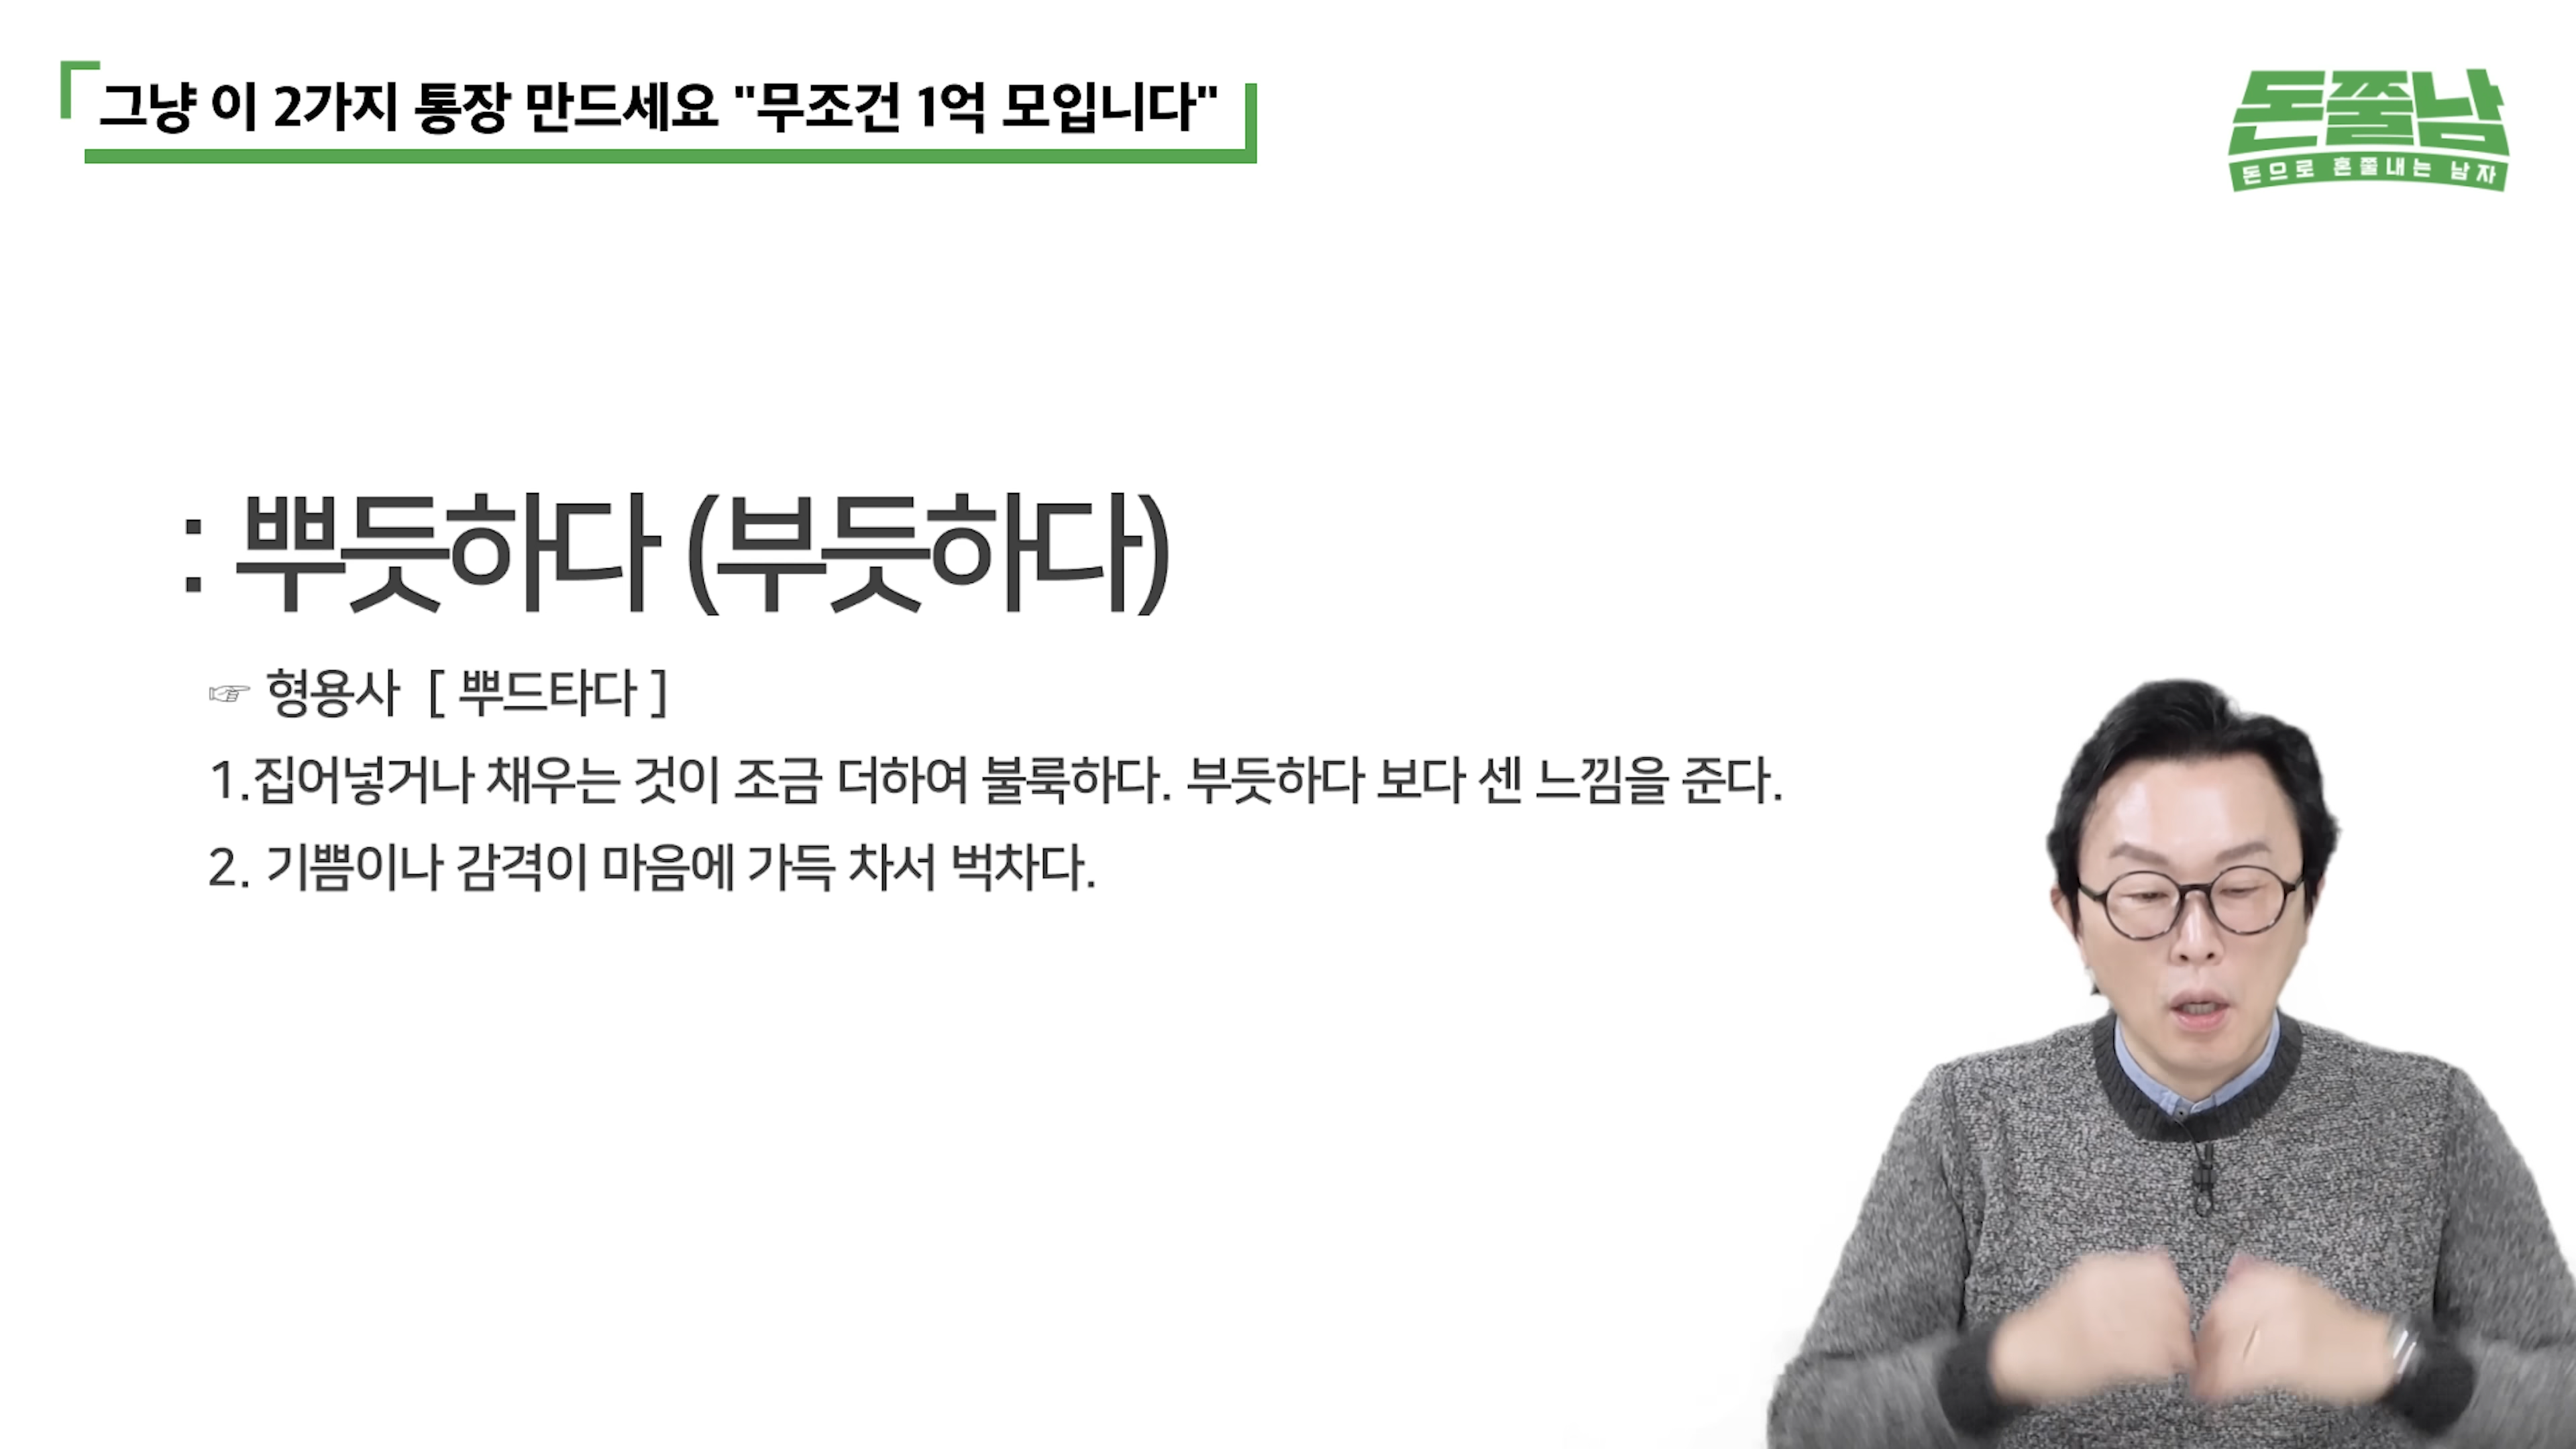 그냥 이 2가지 통장 만드세요 "무조건 1억 모입니다"
돈쭐남
돈으로 혼쭐내는 남자
: 뿌듯하다 (부듯하다)
☞ 형용사 [ 뿌드타다 ]
1.집어넣거나 채우는 것이 조금 더하여 불룩하다. 부듯하다 보다 센 느낌을 준다.
2. 기쁨이나 감격이 마음에 가득 차서 벅차다.